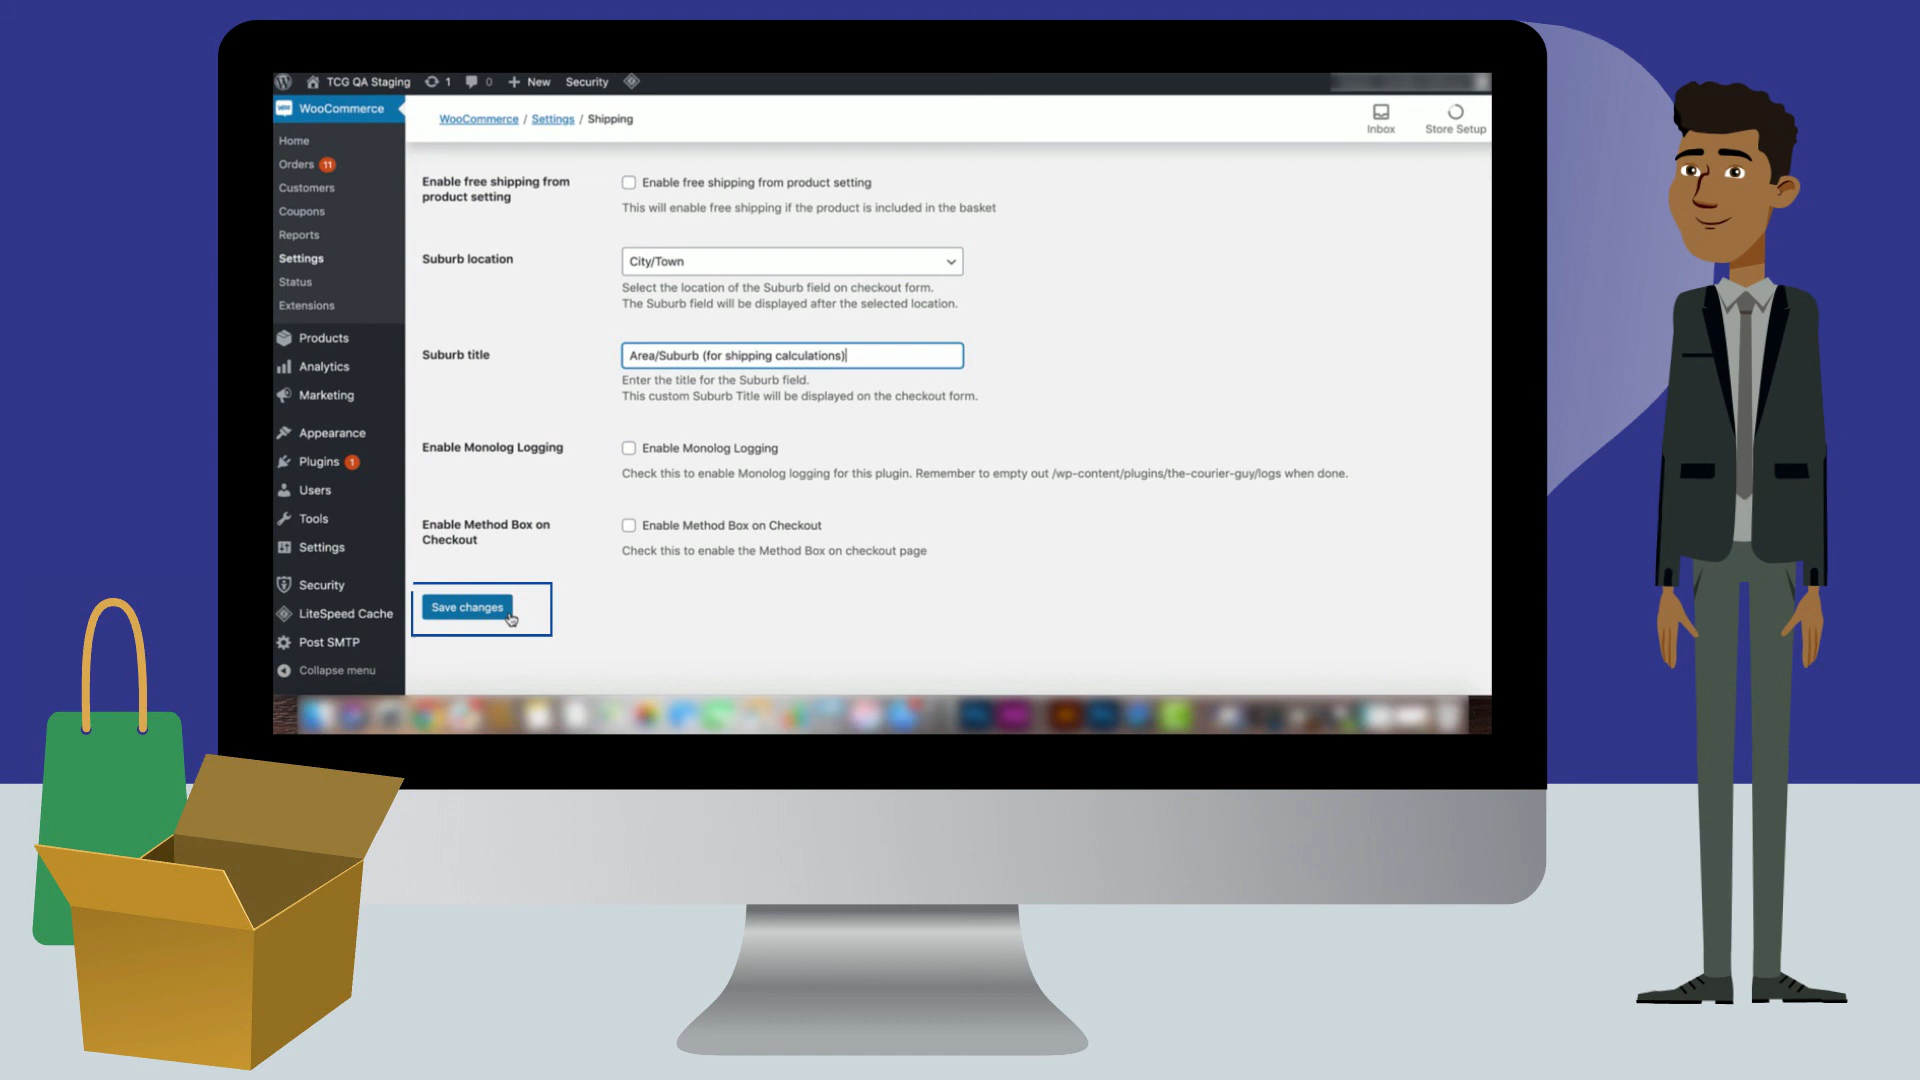 TCG QA Staging 1 0 New Security
WooCommerce
WooCommerce / Settings / Shipping
Inbox
Store Setup
Home
Orders 11
Customers
Coupons
Reports
Settings
Status
Extensions
Products
Analytics
Marketing
Appearance
Plugins 1
Users
Tools
Settings
Security
LiteSpeed Cache
Post SMTP
Collapse menu
Enable free shipping from
product setting
Enable free shipping from product setting
This will enable free shipping if the product is included in the basket
Suburb location
City/Town
Select the location of the Suburb field on checkout form.
The Suburb field will be displayed after the selected location.
Suburb title
Area/Suburb (for shipping calculations)
Enter the title for the Suburb field.
This custom Suburb Title will be displayed on the checkout form.
Enable Monolog Logging
Enable Monolog Logging
Check this to enable Monolog logging for this plugin. Remember to empty out /wp-content/plugins/the-courier-guy/logs when done.
Enable Method Box on
Checkout
Enable Method Box on Checkout
Check this to enable the Method Box on checkout page
Save changes